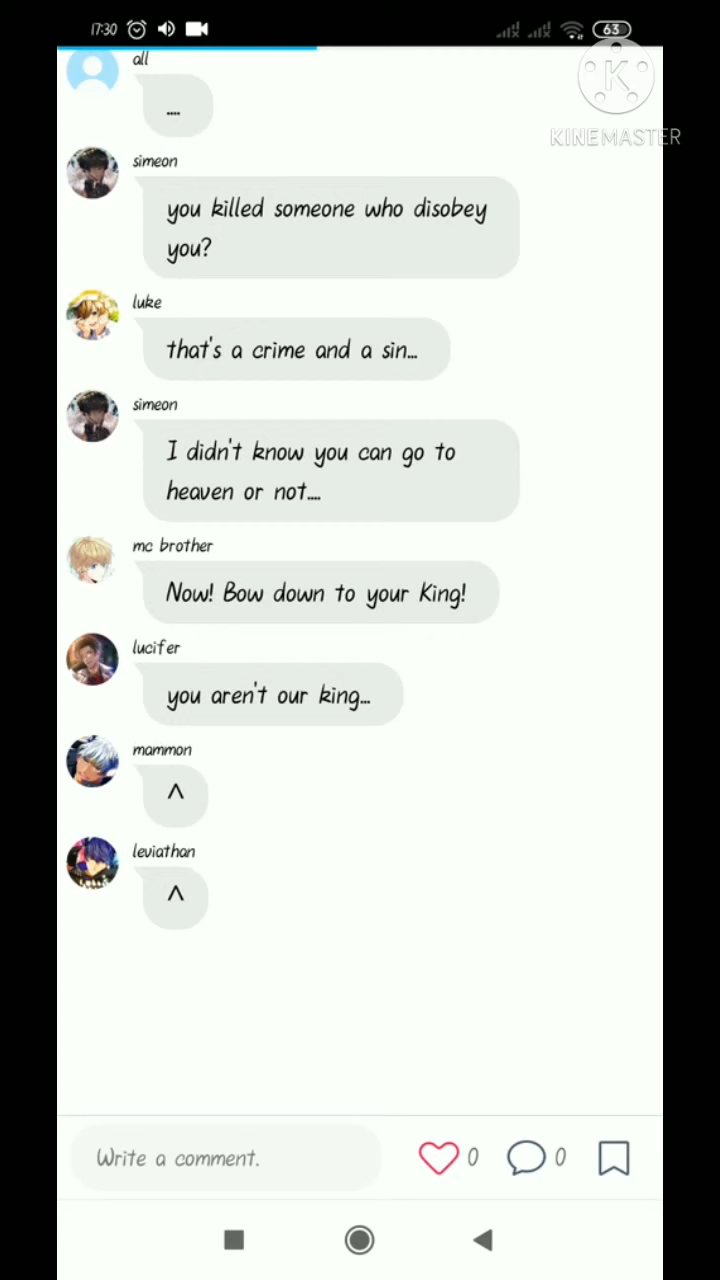 17:30
63
K
KINEMASTER
all
....
simeon
you killed someone who disobey
you?
luke
that's a crime and a sin...
simeon
I didn't know you can go to
heaven or not....
mc brother
Now! Bow down to your King!
lucifer
you aren't our king...
mammon
^
leviathan
^
Write a comment.
0
0